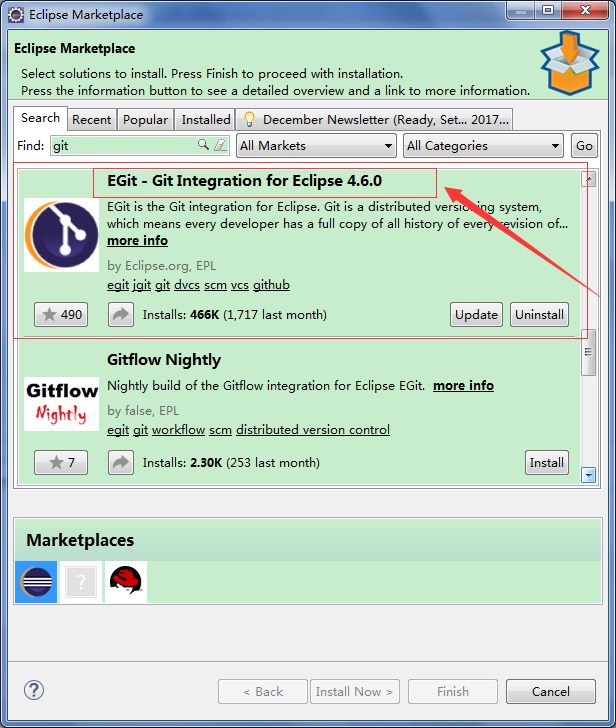 Eclipse Marketplace
Eclipse Marketplace
Select solutions to install. Press Finish to proceed with installation.
Press the information button to see a detailed overview and a link to more information.
Search Recent Popular Installed December Newsletter (Ready, Set... 2017...
Find: git All Markets All Categories Go
EGit - Git Integration for Eclipse 4.6.0
EGit is the Git integration for Eclipse. Git is a distributed versioning system,
which means every developer has a full copy of all history of every revision of...
more info
by Eclipse.org, EPL
egit jgit git dvcs scm vcs github
490 Installs: 466K (1,717 last month) Update Uninstall
Gitflow Nightly
Gitflow
Nightly
Nightly build of the Gitflow integration for Eclipse EGit. more info
by false, EPL
egit git workflow scm distributed version control
7 Installs: 2.30K (253 last month) Install
Marketplaces
?
?
< Back Install Now > Finish Cancel